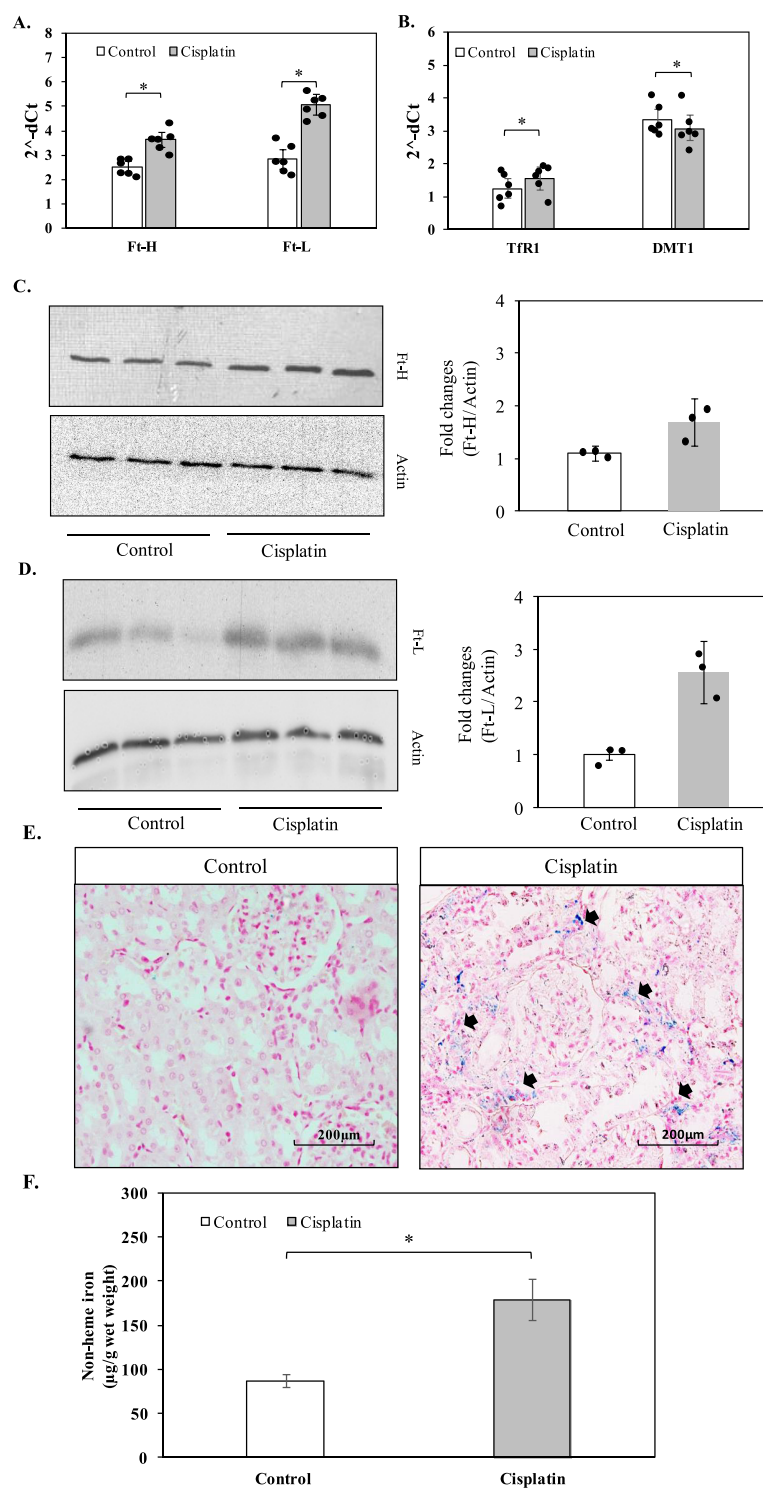 A.
8
7
6
5
4
3
2
1
0
2^-dCt
Control Cisplatin
*
*
Ft-H Ft-L
B.
6
5
4
3
2
1
0
2^-dCt
Control Cisplatin
*
*
TfR1 DMT1
C.
Ft-H
Actin
Control Cisplatin
4
3
2
1
0
Fold changes
(Ft-H/Actin)
Control Cisplatin
D.
Ft-L
Actin
Control Cisplatin
4
3
2
1
0
Fold changes
(Ft-L/Actin)
Control Cisplatin
E.
Control
200μm
Cisplatin
200μm
F.
300
250
200
150
100
50
0
Non-heme iron
(μg/g wet weight)
Control Cisplatin
*
Control Cisplatin